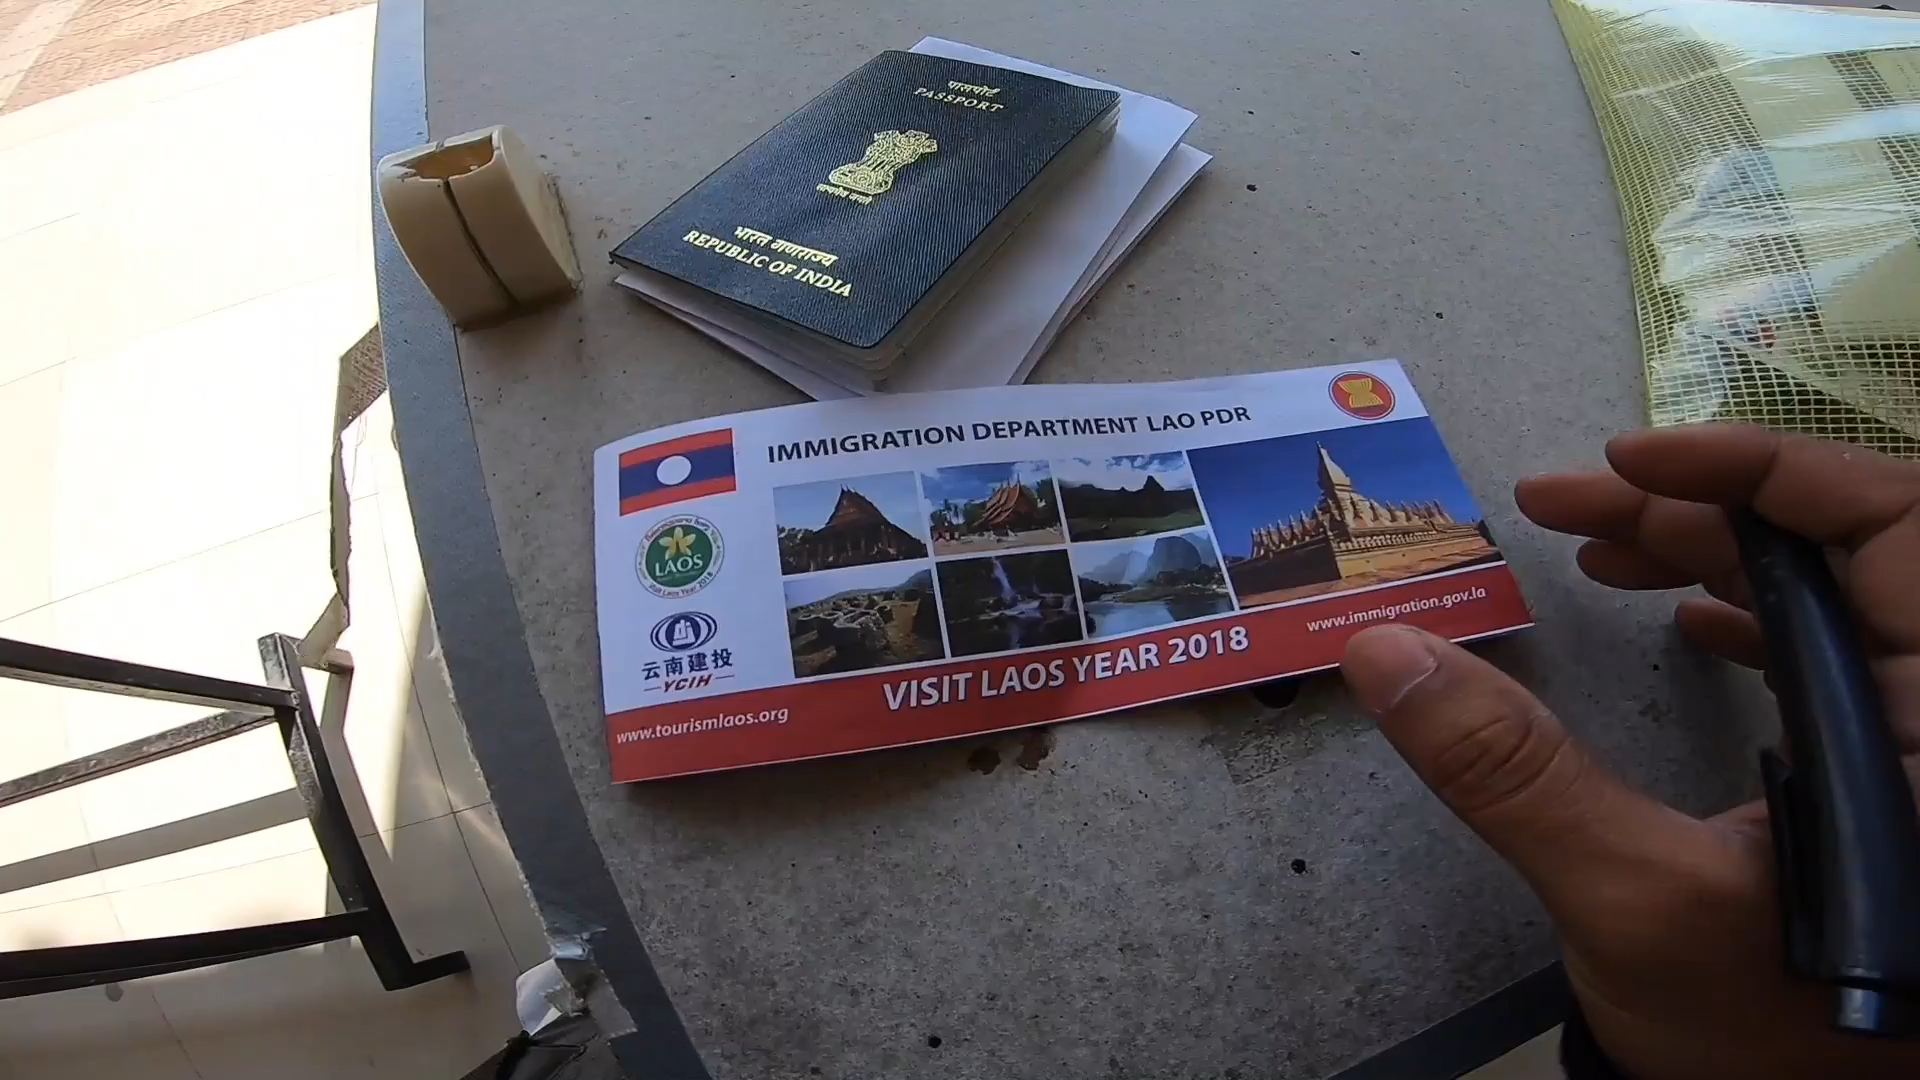 पासपोर्ट
PASSPORT
भारत गणराज्य
REPUBLIC OF INDIA
IMMIGRATION DEPARTMENT LAO PDR
LAOS
云南建投
YCIH
www.immigration.gov.la
VISIT LAOS YEAR 2018
www.tourismlaos.org